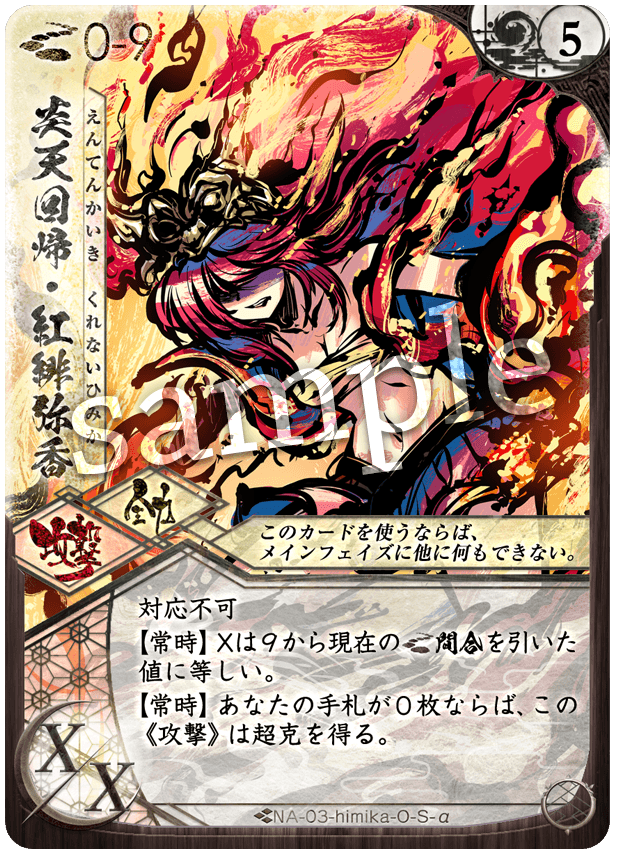 0-9
5
炎天回帰・紅緋弥香
えんてんかいき くれないひみか
sample
攻撃
全力
このカードを使うならば、
メインフェイズに他に何もできない。
対応不可
【常時】Xは9から現在の間合を引いた
値に等しい。
【常時】あなたの手札が0枚ならば、この
《攻撃》は超克を得る。
X/X
NA-03-himika-O-S-α